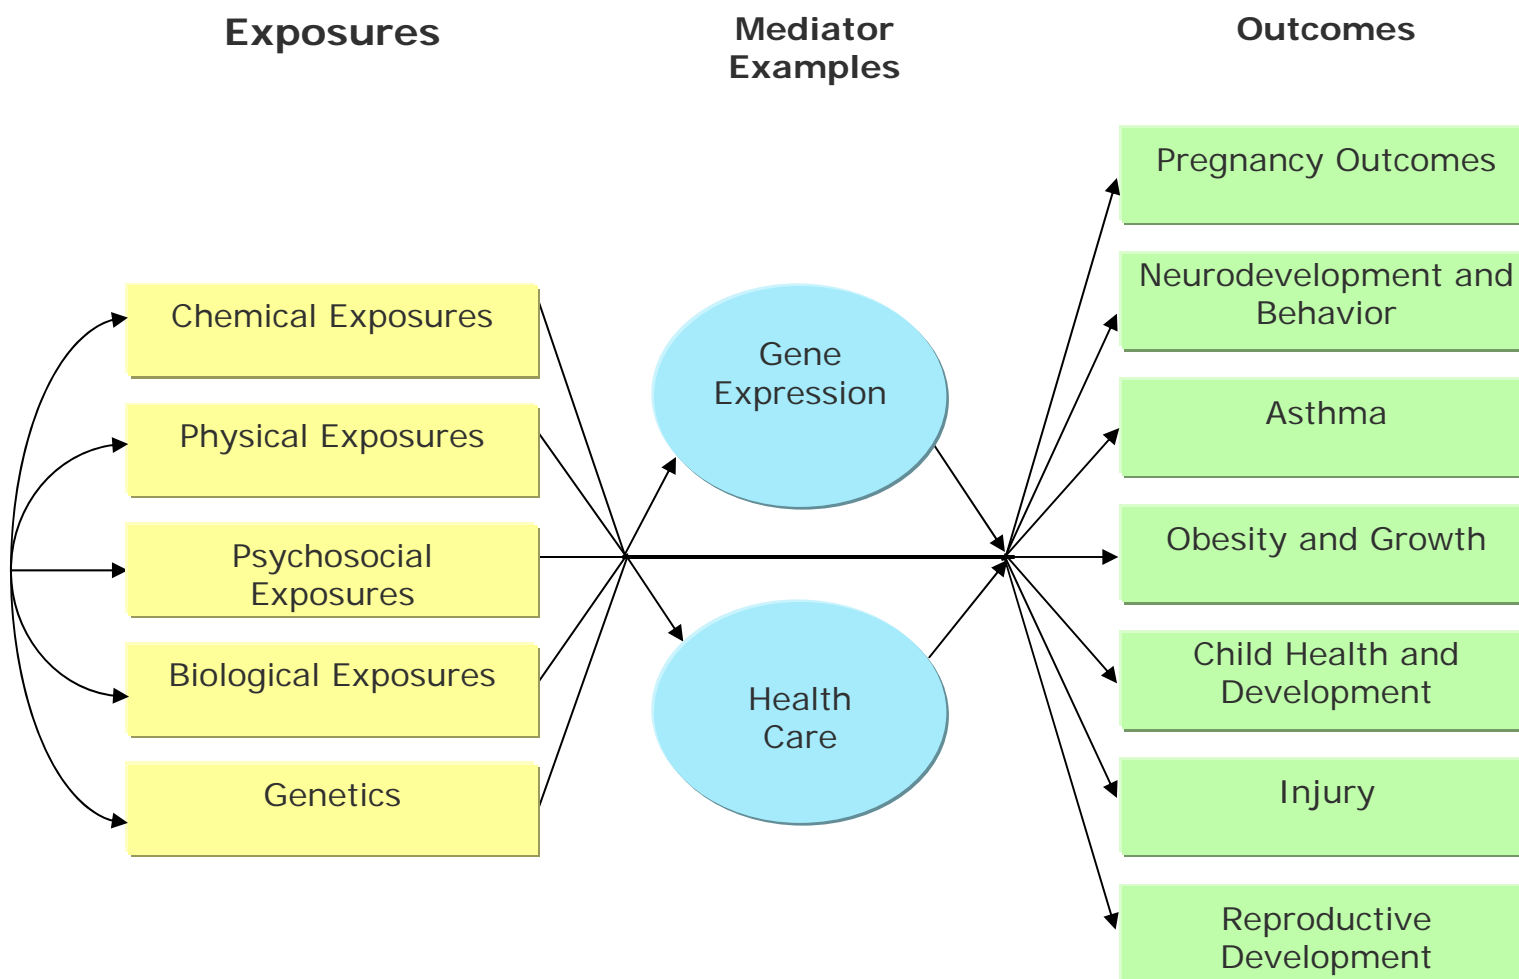 Exposures
Mediator
Examples
Outcomes
Chemical Exposures
Physical Exposures
Psychosocial
Exposures
Biological Exposures
Genetics
Gene
Expression
Health
Care
Pregnancy Outcomes
Neurodevelopment and
Behavior
Asthma
Obesity and Growth
Child Health and
Development
Injury
Reproductive
Development